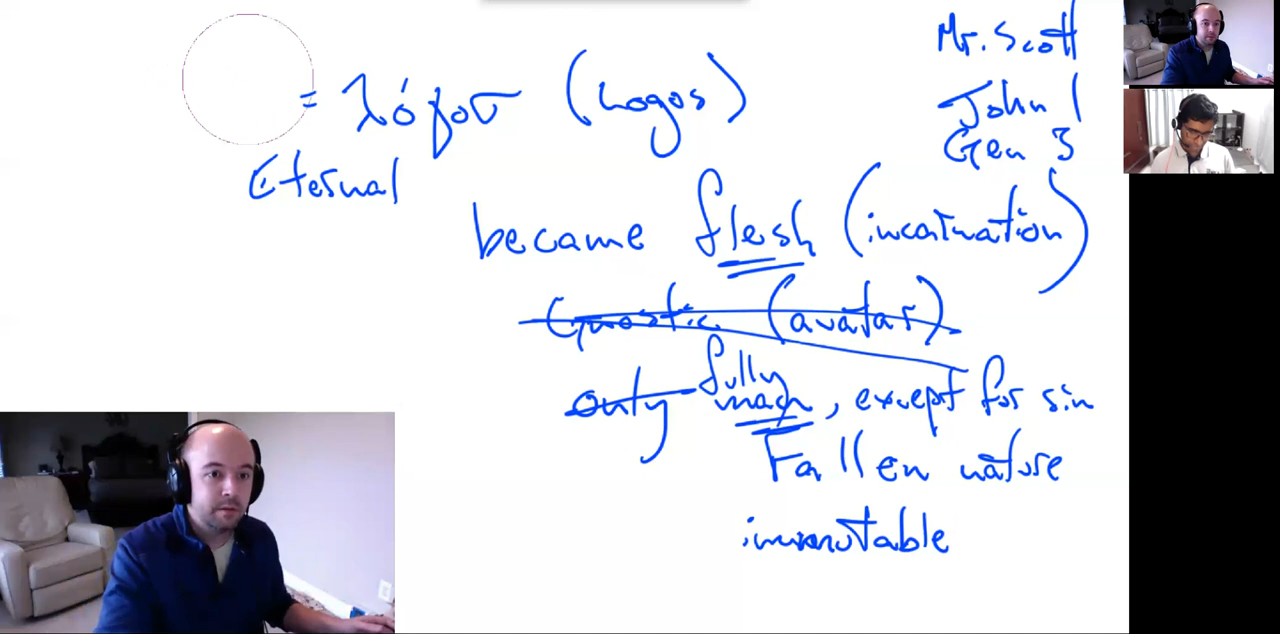 Mr. Scott
= λόγοσ (Logos)
John 1
Gen 3
Eternal
became flesh (incarnation)
Gnostic (avatar)
only fully man, except for sin
Fallen nature
immutable